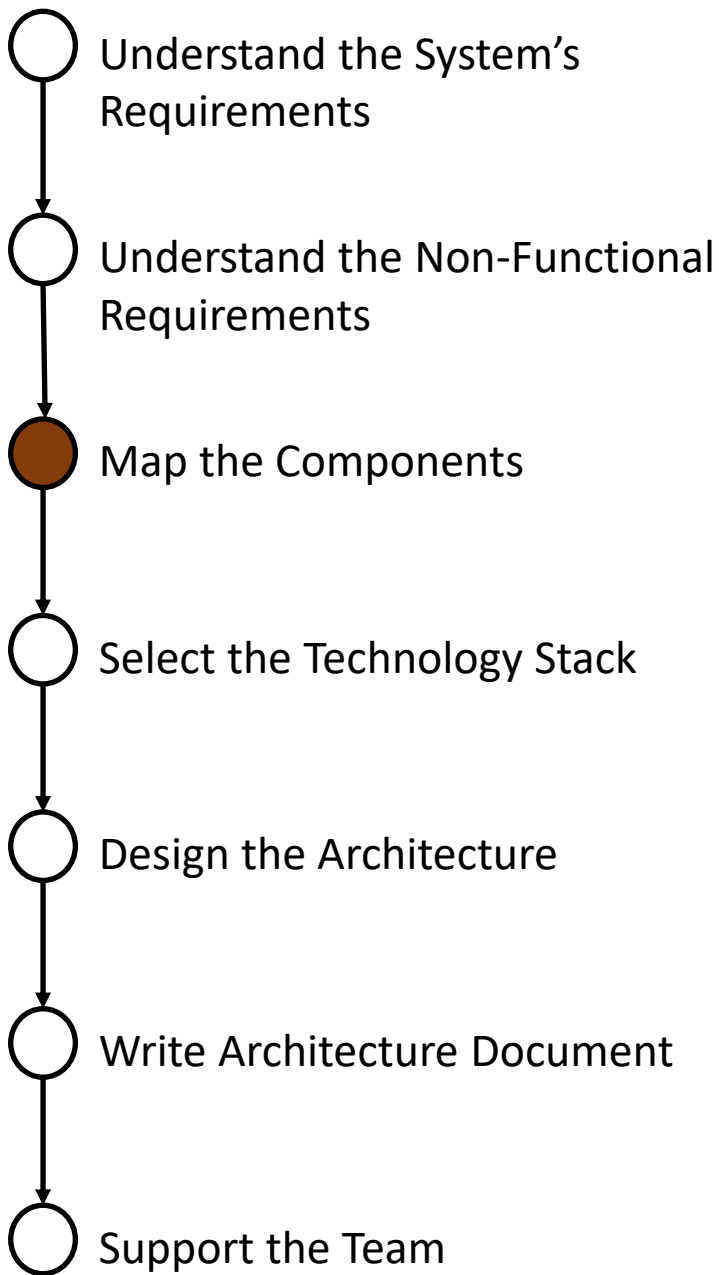 Understand the System’s
Requirements
Understand the Non-Functional
Requirements
Map the Components
Select the Technology Stack
Design the Architecture
Write Architecture Document
Support the Team